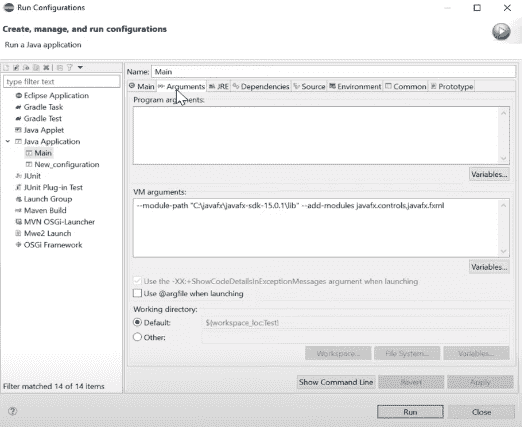 Run Configurations
Create, manage, and run configurations
Run a Java application
type filter text
Eclipse Application
Gradle Task
Gradle Test
Java Applet
Java Application
Main
New_configuration
JUnit
JUnit Plug-in Test
Launch Group
Maven Build
MVN OSGi-Launcher
Mwe2 Launch
OSGi Framework
Filter matched 14 of 14 items
Name: Main
Main Arguments JRE Dependencies Source Environment Common Prototype
Program arguments:
Variables...
VM arguments:
--module-path "C:\javafx\javafx-sdk-15.0.1\lib" --add-modules javafx.controls,javafx.fxml
Variables...
Use the -XX:+ShowCodeDetailsInExceptionMessages argument when launching
Use @argfile when launching
Working directory:
Default: ${workspace_loc:Test}
Other:
Workspace... File System... Variables...
Show Command Line Revert Apply
Run Close